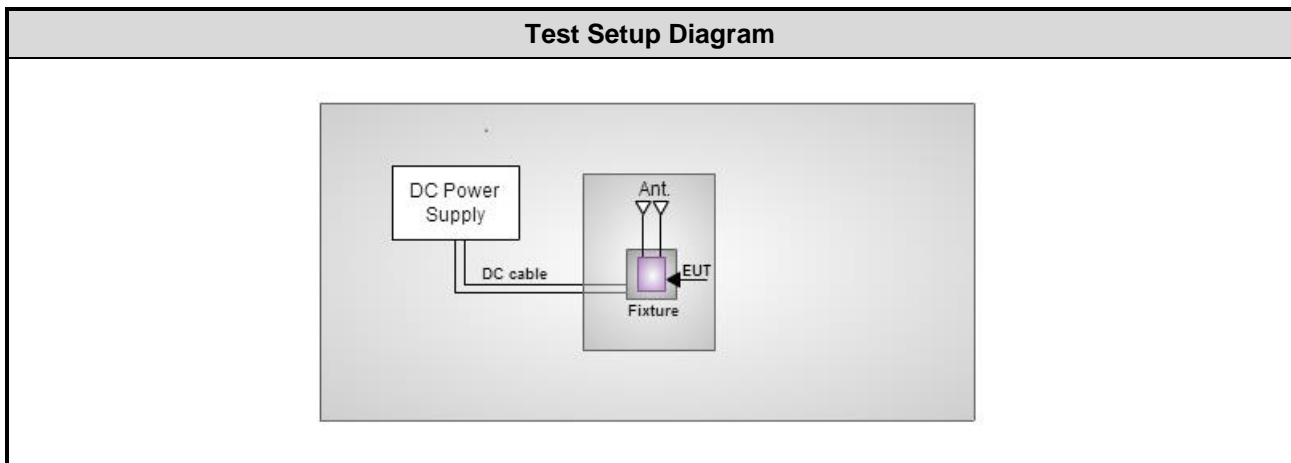 Test Setup Diagram
DC Power
Supply
Ant.
DC cable
EUT
Fixture